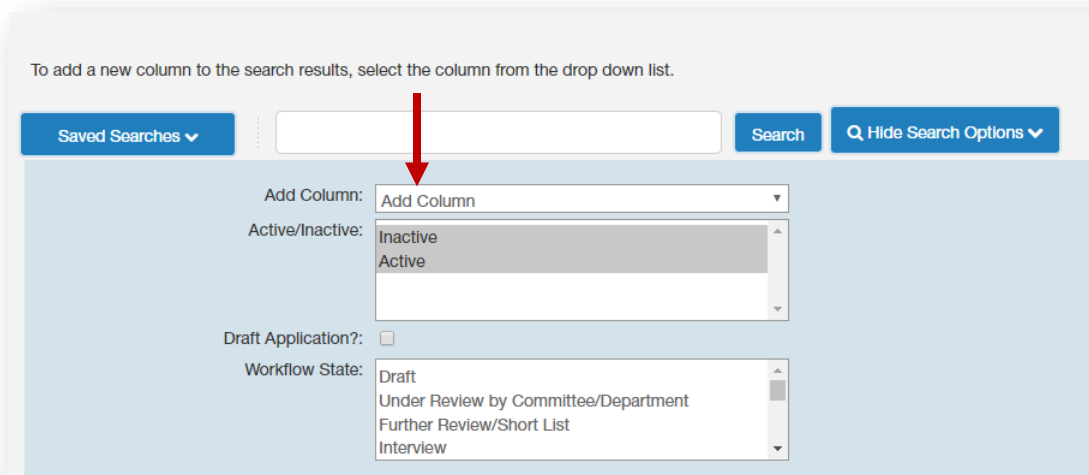 To add a new column to the search results, select the column from the drop down list.
Saved Searches
Search
Hide Search Options
Add Column:
Add Column
Active/Inactive:
Inactive
Active
Draft Application?:
Workflow State:
Draft
Under Review by Committee/Department
Further Review/Short List
Interview